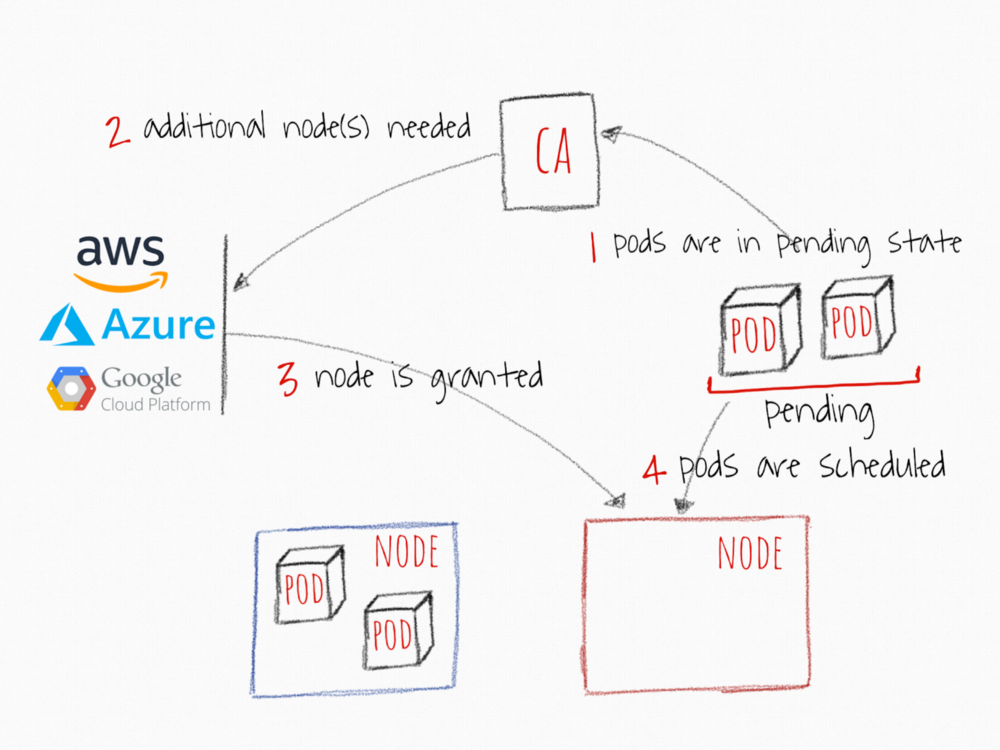 2 additional node(s) needed
CA
1 pods are in pending state
aws
Azure
Google
Cloud Platform
POD
POD
3 node is granted
pending
4 pods are scheduled
NODE
POD
POD
NODE